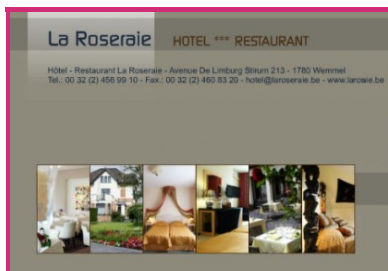 La Roseraie HOTEL *** RESTAURANT
Hôtel - Restaurant La Roseraie - Avenue De Limburg Stirum 213 - 1780 Wemmel
Tel.: 00 32 (2) 456 99 10 - Fax.: 00 32 (2) 460 83 20 - hotel@laroseraie.be - www.larosaie.be